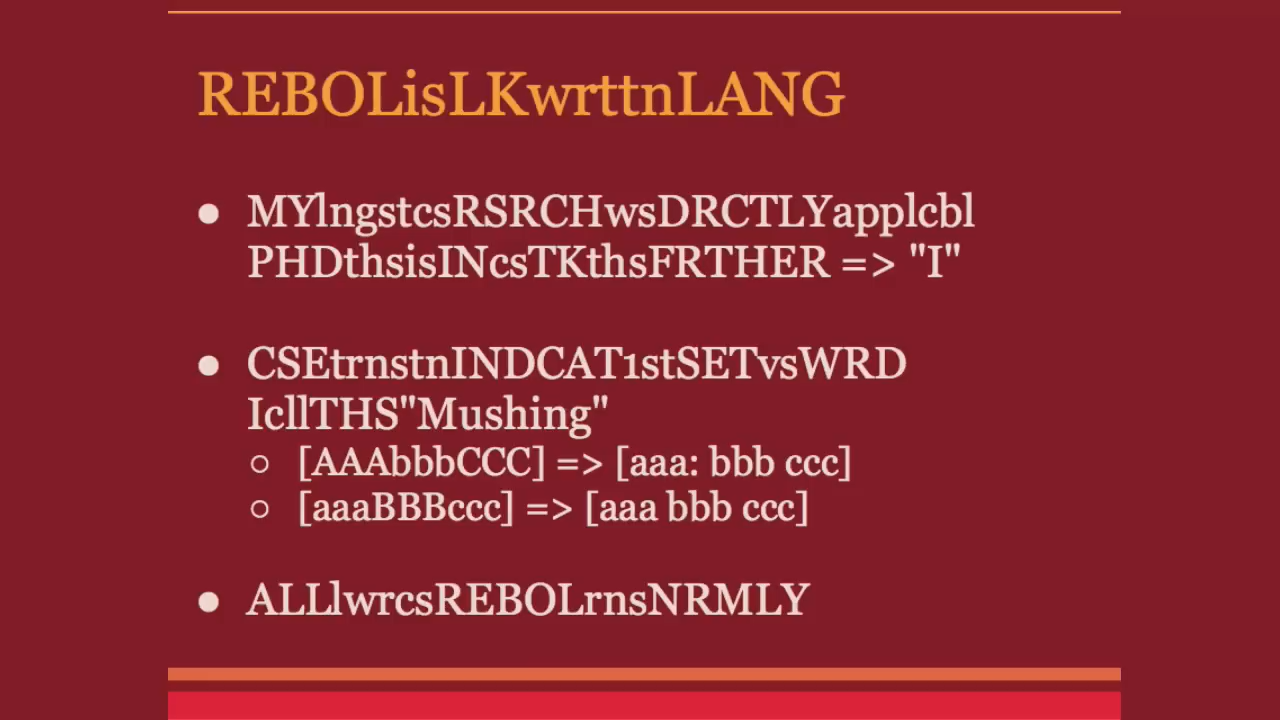 REBOLisLKwrttnLANG
● MYlngstcsRSRCHwsDRCTLYapplcbl
PHDthsisINcsTKthsFRTHER => "I"
● CSEtrnstnINDCAT1stSETvsWRD
IcllTHS"Mushing"
○ [AAAbbbCCC] => [aaa: bbb ccc]
○ [aaaBBBccc] => [aaa bbb ccc]
● ALLlwrcsREBOLrnsNRMLY